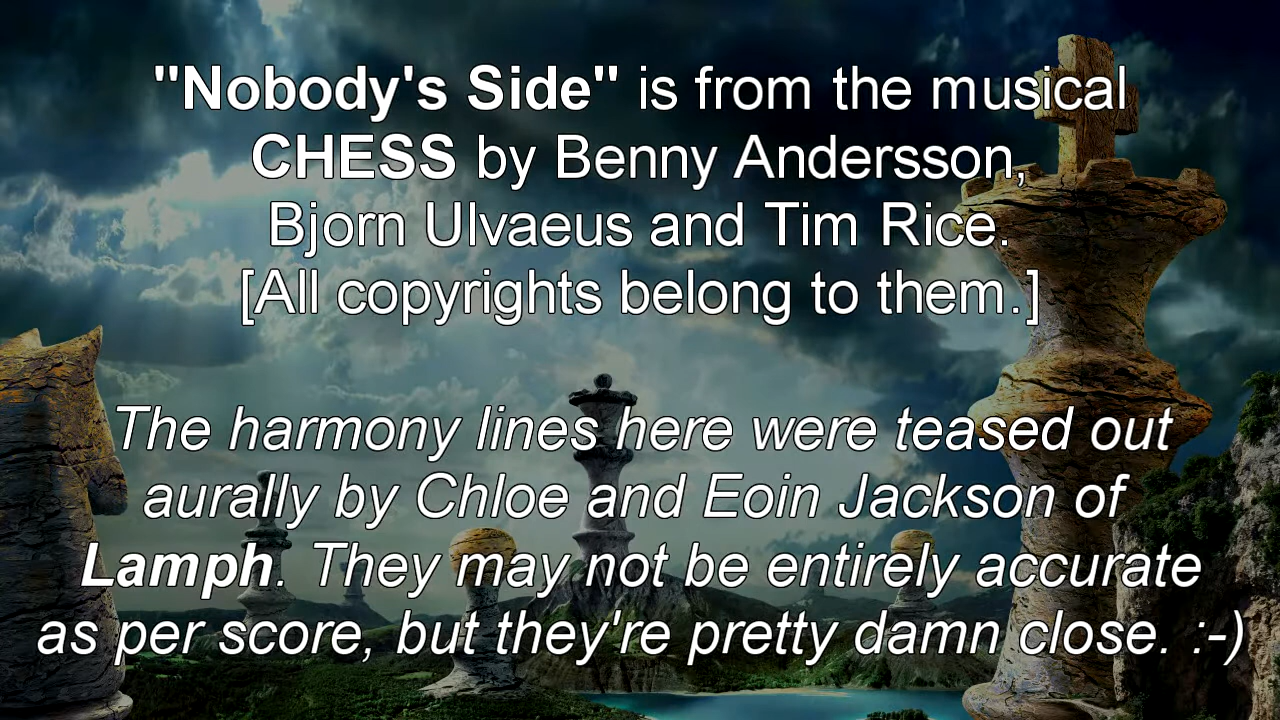 "Nobody's Side" is from the musical
CHESS by Benny Andersson,
Bjorn Ulvaeus and Tim Rice.
[All copyrights belong to them.]
The harmony lines here were teased out
aurally by Chloe and Eoin Jackson of
Lamph. They may not be entirely accurate
as per score, but they're pretty damn close. :-)